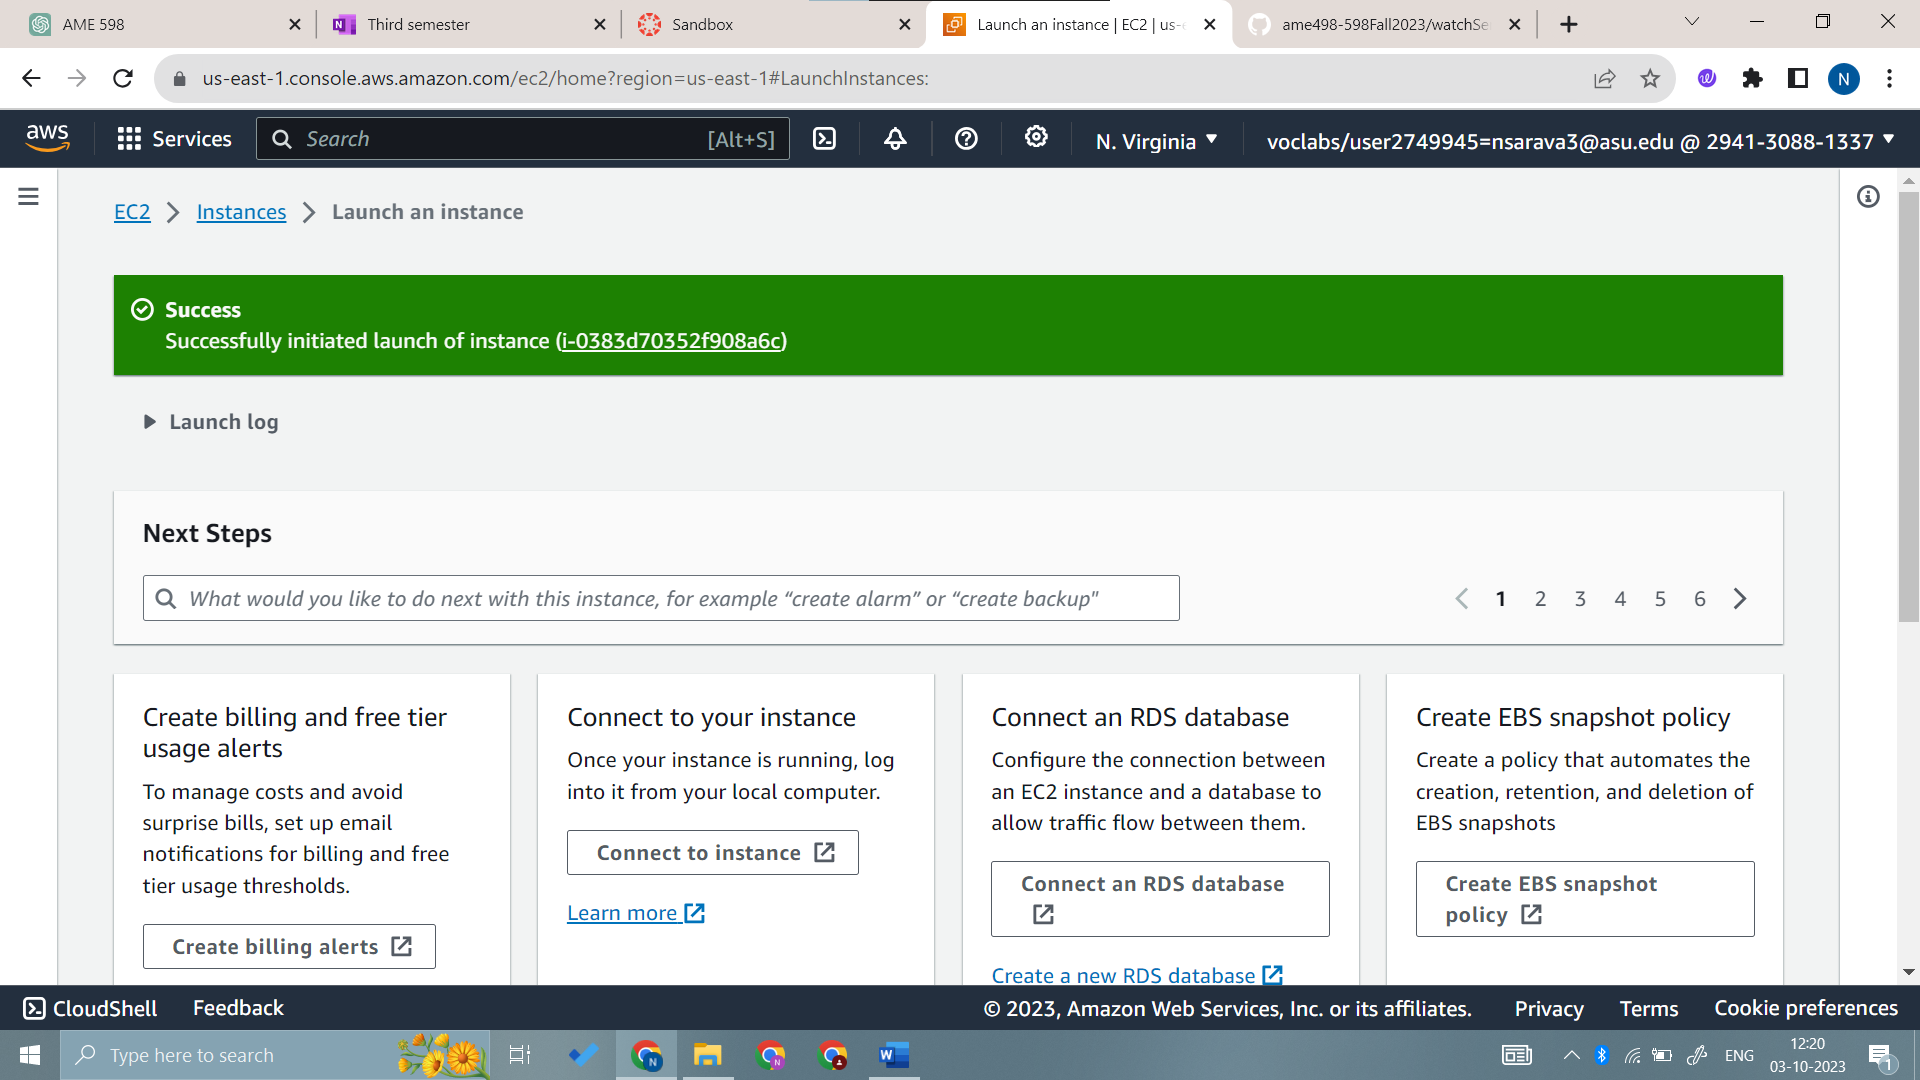 AME 598
Third semester
Sandbox
Launch an instance | EC2 | us-e
ame498-598Fall2023/watchSe
us-east-1.console.aws.amazon.com/ec2/home?region=us-east-1#LaunchInstances:
N
aws
Services
Search
[Alt+S]
N. Virginia
voclabs/user2749945=nsarava3@asu.edu @ 2941-3088-1337
EC2
Instances
Launch an instance
Success
Successfully initiated launch of instance (i-0383d70352f908a6c)
Launch log
Next Steps
What would you like to do next with this instance, for example “create alarm” or “create backup"
1 2 3 4 5 6
Create billing and free tier
usage alerts
To manage costs and avoid
surprise bills, set up email
notifications for billing and free
tier usage thresholds.
Create billing alerts
Connect to your instance
Once your instance is running, log
into it from your local computer.
Connect to instance
Learn more
Connect an RDS database
Configure the connection between
an EC2 instance and a database to
allow traffic flow between them.
Connect an RDS database
Create a new RDS database
Create EBS snapshot policy
Create a policy that automates the
creation, retention, and deletion of
EBS snapshots
Create EBS snapshot
policy
CloudShell
Feedback
© 2023, Amazon Web Services, Inc. or its affiliates.
Privacy
Terms
Cookie preferences
Type here to search
ENG
12:20
03-10-2023
1